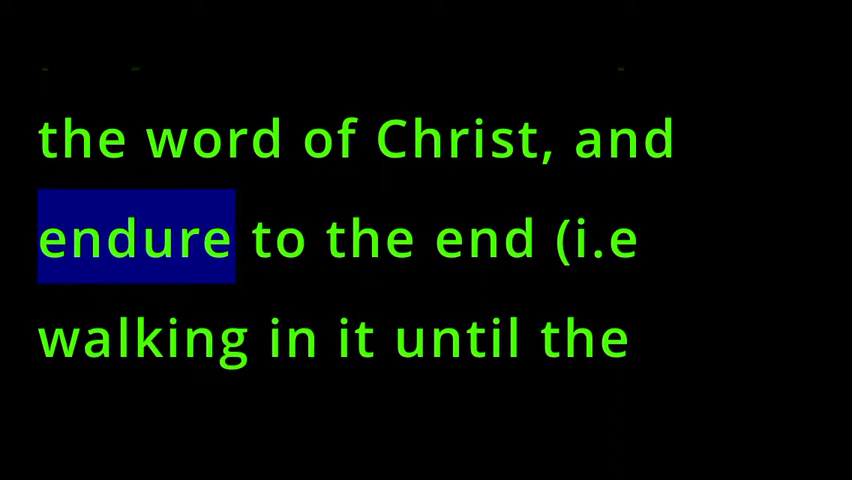 the word of Christ, and
endure to the end (i.e
walking in it until the